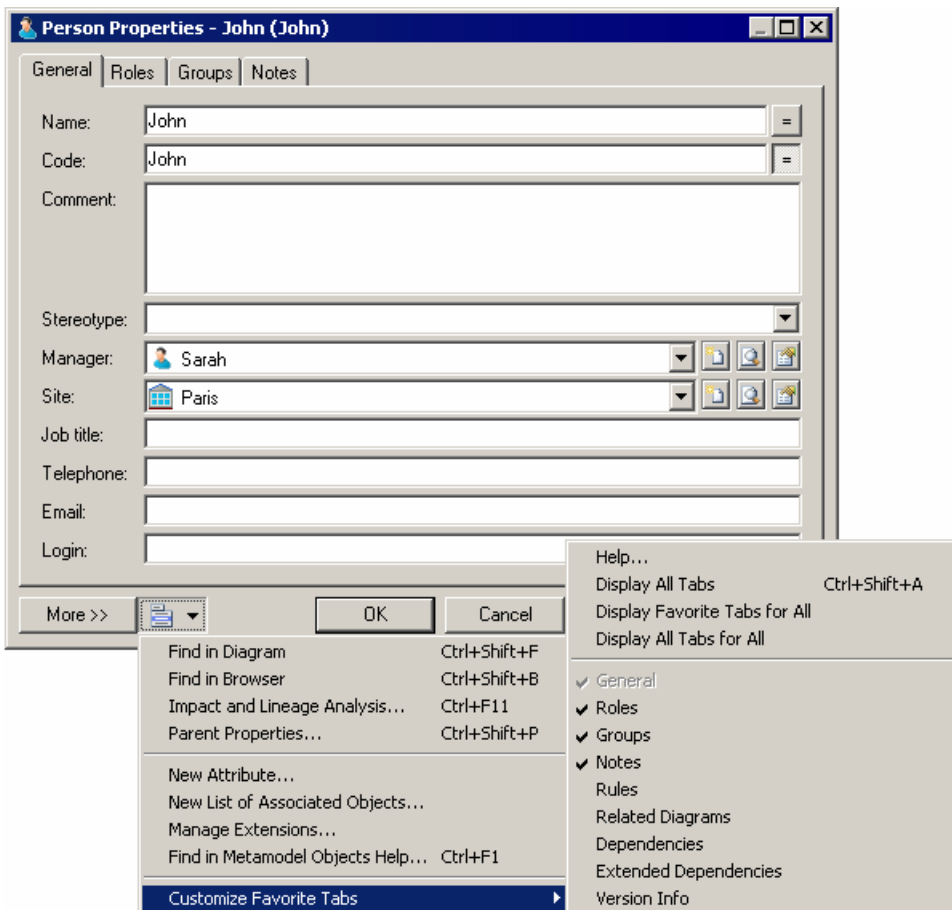 Person Properties - John (John)
General Roles Groups Notes
Name: John =
Code: John =
Comment:
Stereotype:
Manager: Sarah
Site: Paris
Job title:
Telephone:
Email:
Login:
More >> OK Cancel
Find in Diagram Ctrl+Shift+F
Find in Browser Ctrl+Shift+B
Impact and Lineage Analysis... Ctrl+F11
Parent Properties... Ctrl+Shift+P
New Attribute...
New List of Associated Objects...
Manage Extensions...
Find in Metamodel Objects Help... Ctrl+F1
Customize Favorite Tabs
Help...
Display All Tabs Ctrl+Shift+A
Display Favorite Tabs for All
Display All Tabs for All
General
Roles
Groups
Notes
Rules
Related Diagrams
Dependencies
Extended Dependencies
Version Info